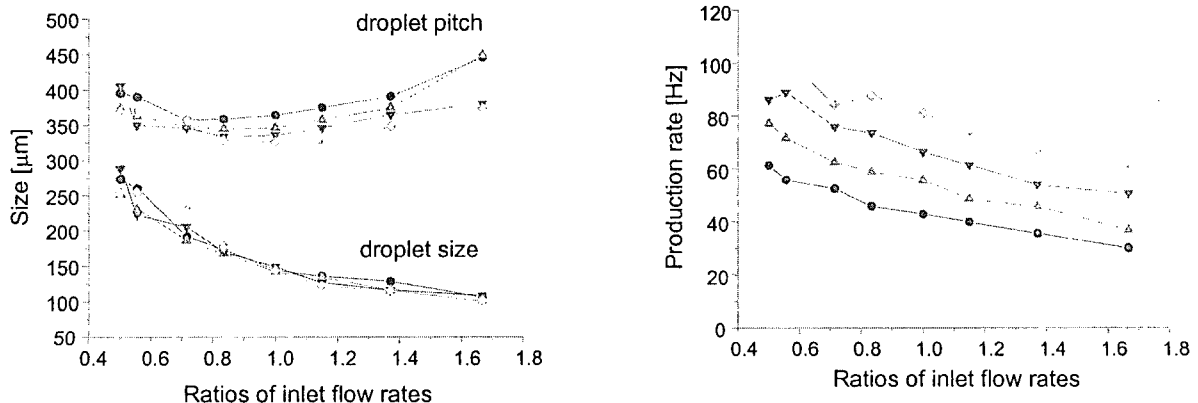 500
450
400
350
300
250
200
150
100
50
Size [µm]
droplet pitch
droplet size
0.4 0.6 0.8 1.0 1.2 1.4 1.6 1.8
Ratios of inlet flow rates
120
100
80
60
40
20
0
Production rate [Hz]
0.4 0.6 0.8 1.0 1.2 1.4 1.6 1.8
Ratios of inlet flow rates